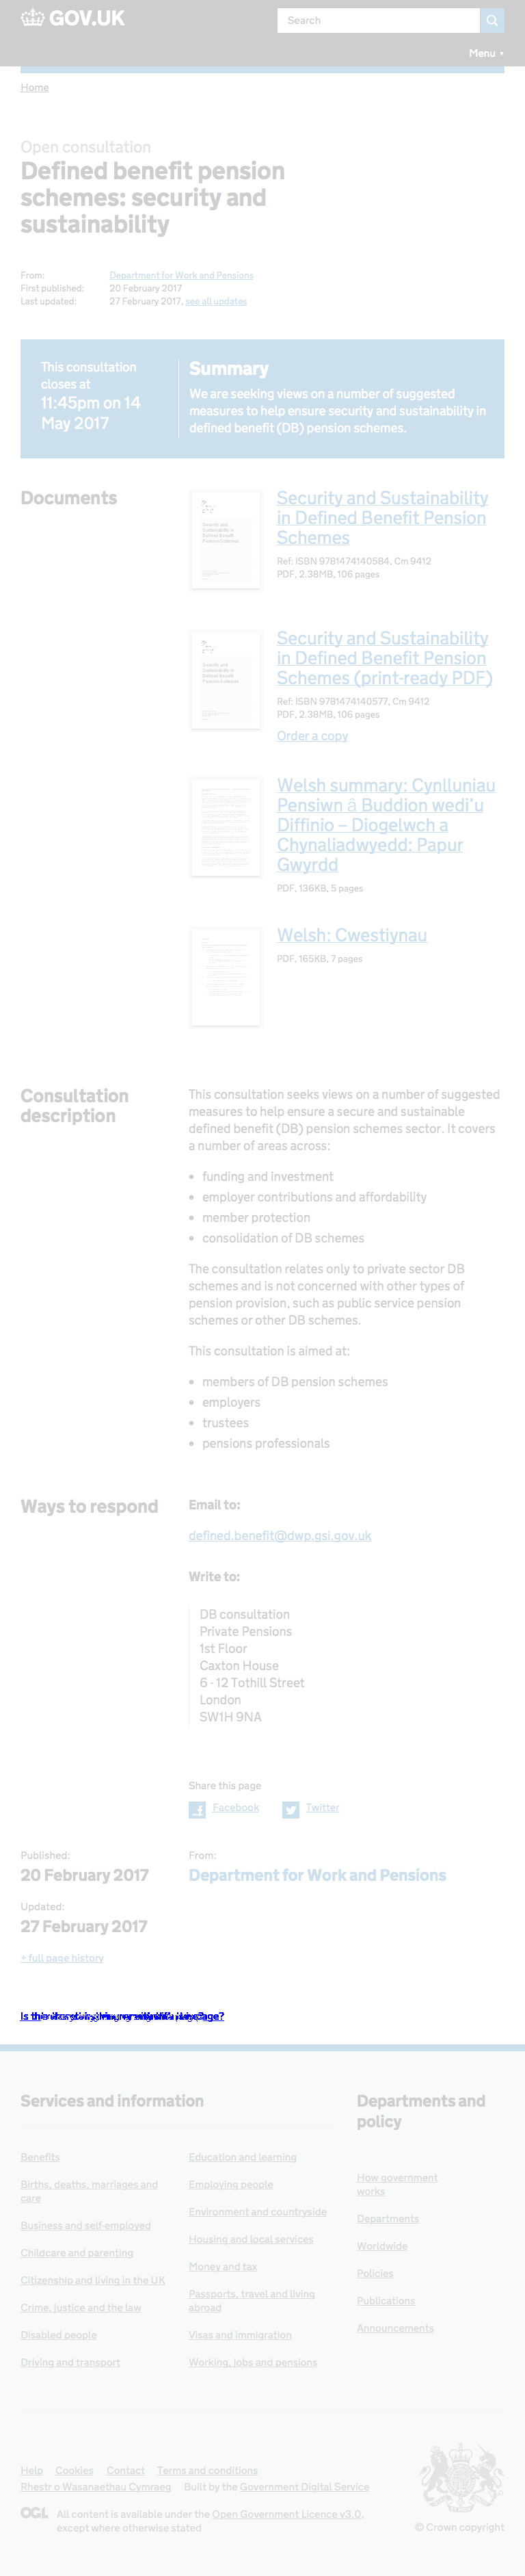 GOV.UK
Search
Menu ▼
Home
Open consultation
Defined benefit pension
schemes: security and
sustainability
From: Department for Work and Pensions
First published: 20 February 2017
Last updated: 27 February 2017, see all updates
This consultation
closes at
11:45pm on 14
May 2017
Summary
We are seeking views on a number of suggested
measures to help ensure security and sustainability in
defined benefit (DB) pension schemes.
Documents
Security and Sustainability
in Defined Benefit Pension
Schemes
Ref: ISBN 9781474140584, Cm 9412
PDF, 2.38MB, 106 pages
Security and Sustainability
in Defined Benefit Pension
Schemes (print-ready PDF)
Ref: ISBN 9781474140577, Cm 9412
PDF, 2.38MB, 106 pages
Order a copy
Welsh summary: Cynlluniau
Pensiwn â Buddion wedi’u
Diffinio – Diogelwch a
Chynaliadwyedd: Papur
Gwyrdd
PDF, 136KB, 5 pages
Welsh: Cwestiynau
PDF, 165KB, 7 pages
Consultation
description
This consultation seeks views on a number of suggested
measures to help ensure a secure and sustainable
defined benefit (DB) pension schemes sector. It covers
a number of areas across:
• funding and investment
• employer contributions and affordability
• member protection
• consolidation of DB schemes
The consultation relates only to private sector DB
schemes and is not concerned with other types of
pension provision, such as public service pension
schemes or other DB schemes.
This consultation is aimed at:
• members of DB pension schemes
• employers
• trustees
• pensions professionals
Ways to respond
Email to:
defined.benefit@dwp.gsi.gov.uk
Write to:
DB consultation
Private Pensions
1st Floor
Caxton House
6 - 12 Tothill Street
London
SW1H 9NA
Share this page
Facebook Twitter
Published:
20 February 2017
From:
Department for Work and Pensions
Updated:
27 February 2017
+ full page history
Services and information
Benefits
Births, deaths, marriages and
care
Business and self-employed
Childcare and parenting
Citizenship and living in the UK
Crime, justice and the law
Disabled people
Driving and transport
Education and learning
Employing people
Environment and countryside
Housing and local services
Money and tax
Passports, travel and living
abroad
Visas and immigration
Working, jobs and pensions
Departments and
policy
How government
works
Departments
Worldwide
Policies
Publications
Announcements
Help Cookies Contact Terms and conditions
Rhestr o Wasanaethau Cymraeg Built by the Government Digital Service
OGL All content is available under the Open Government Licence v3.0,
except where otherwise stated
© Crown copyright